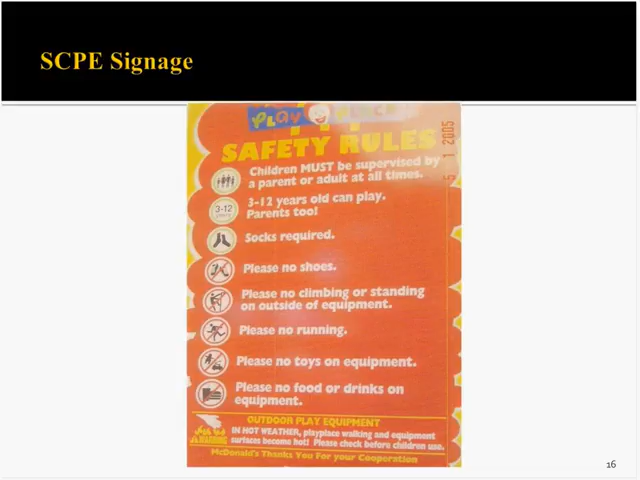 SCPE Signage
PLAY PLACE
SAFETY RULES
Children MUST be supervised by
a parent or adult at all times.
3-12
3-12 years old can play.
Parents too!
Socks required.
Please no shoes.
Please no climbing or standing
on outside of equipment.
Please no running.
Please no toys on equipment.
Please no food or drinks on
equipment.
OUTDOOR PLAY EQUIPMENT
WARNING
IN HOT WEATHER, playplace walking and equipment
surfaces become hot! Please check before children use.
McDonald's Thanks You For your Cooperation
16